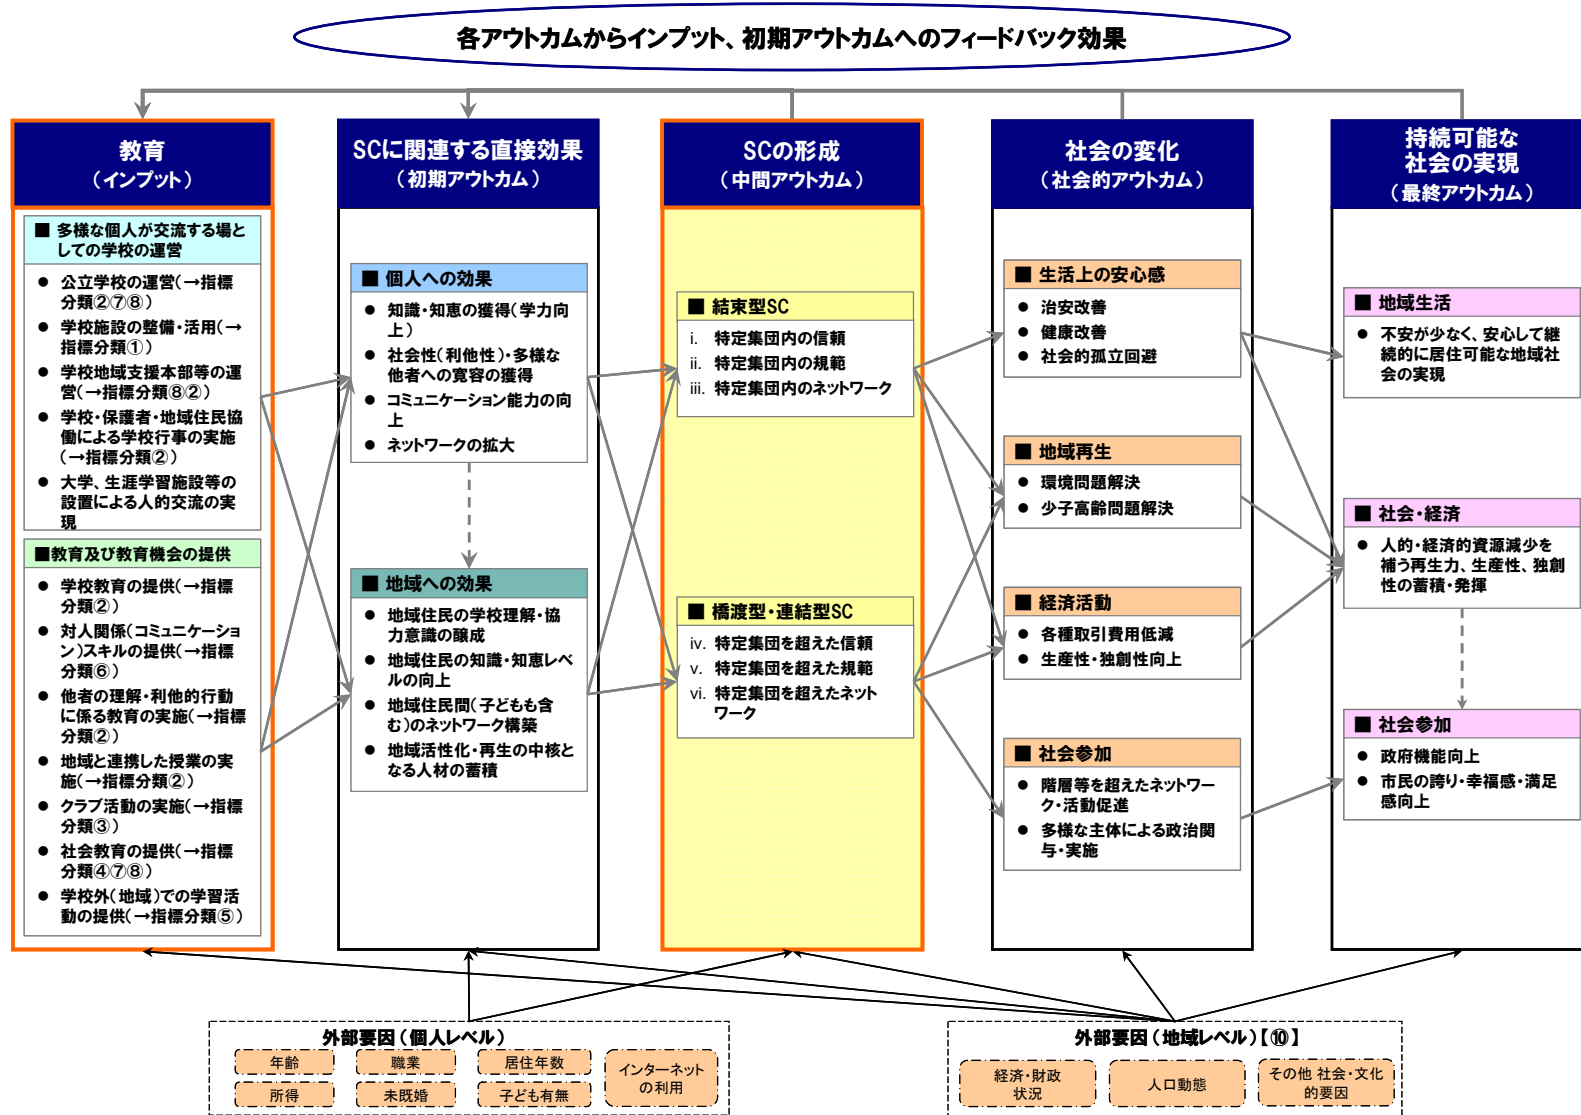 各アウトカムからインプット、初期アウトカムへのフィードバック効果
教育
（インプット）
■ 多様な個人が交流する場と
しての学校の運営
● 公立学校の運営(→指標
分類②⑦⑧)
● 学校施設の整備・活用(→
指標分類①)
● 学校地域支援本部等の運
営(→指標分類⑧②)
● 学校・保護者・地域住民協
働による学校行事の実施
(→指標分類②)
● 大学、生涯学習施設等の
設置による人的交流の実
現
■教育及び教育機会の提供
● 学校教育の提供(→指標
分類②)
● 対人関係(コミュニケーショ
ン)スキルの提供(→指標
分類⑥)
● 他者の理解・利他的行動
に係る教育の実施(→指標
分類②)
● 地域と連携した授業の実
施(→指標分類②)
● クラブ活動の実施(→指標
分類③)
● 社会教育の提供(→指標
分類④⑦⑧)
● 学校外(地域)での学習活
動の提供(→指標分類⑤)
SCに関連する直接効果
（初期アウトカム）
■ 個人への効果
● 知識・知恵の獲得(学力向
上)
● 社会性(利他性)・多様な
他者への寛容の獲得
● コミュニケーション能力の向
上
● ネットワークの拡大
■ 地域への効果
● 地域住民の学校理解・協
力意識の醸成
● 地域住民の知識・知恵レベ
ルの向上
● 地域住民間(子どもも含
む)のネットワーク構築
● 地域活性化・再生の中核と
なる人材の蓄積
SCの形成
（中間アウトカム）
■ 結束型SC
i. 特定集団内の信頼
ii. 特定集団内の規範
iii. 特定集団内のネットワーク
■ 橋渡型・連結型SC
iv. 特定集団を超えた信頼
v. 特定集団を超えた規範
vi. 特定集団を超えたネット
ワーク
社会の変化
（社会的アウトカム）
■ 生活上の安心感
● 治安改善
● 健康改善
● 社会的孤立回避
■ 地域再生
● 環境問題解決
● 少子高齢問題解決
■ 経済活動
● 各種取引費用低減
● 生産性・独創性向上
■ 社会参加
● 階層等を超えたネットワー
ク・活動促進
● 多様な主体による政治関
与・実施
持続可能な
社会の実現
（最終アウトカム）
■ 地域生活
● 不安が少なく、安心して継
続的に居住可能な地域社
会の実現
■ 社会・経済
● 人的・経済的資源減少を
補う再生力、生産性、独創
性の蓄積・発揮
■ 社会参加
● 政府機能向上
● 市民の誇り・幸福感・満足
感向上
外部要因(個人レベル)
年齢
職業
居住年数
インターネット
の利用
所得
未既婚
子ども有無
外部要因(地域レベル)【⑩】
経済・財政
状況
人口動態
その他 社会・文化
的要因